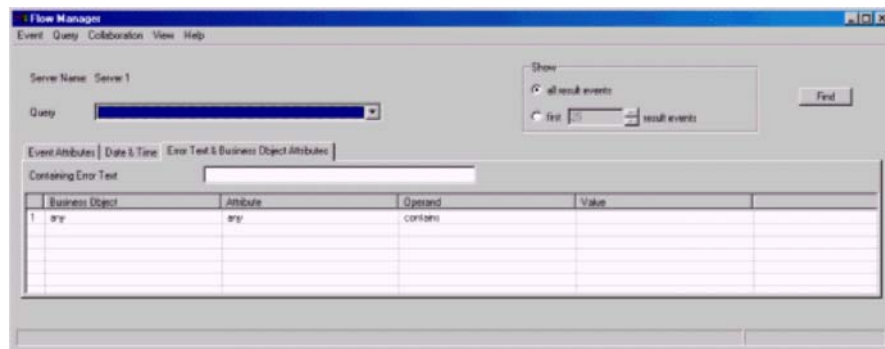 Flow Manager
Event Query Collaboration View Help
Server Name: Server 1
Query
Show
all result events
first 25 result events
Find
Event Attributes Date & Time Error Text & Business Object Attributes
Containing Error Text
Business Object Attribute Operand Value
1 any any contains